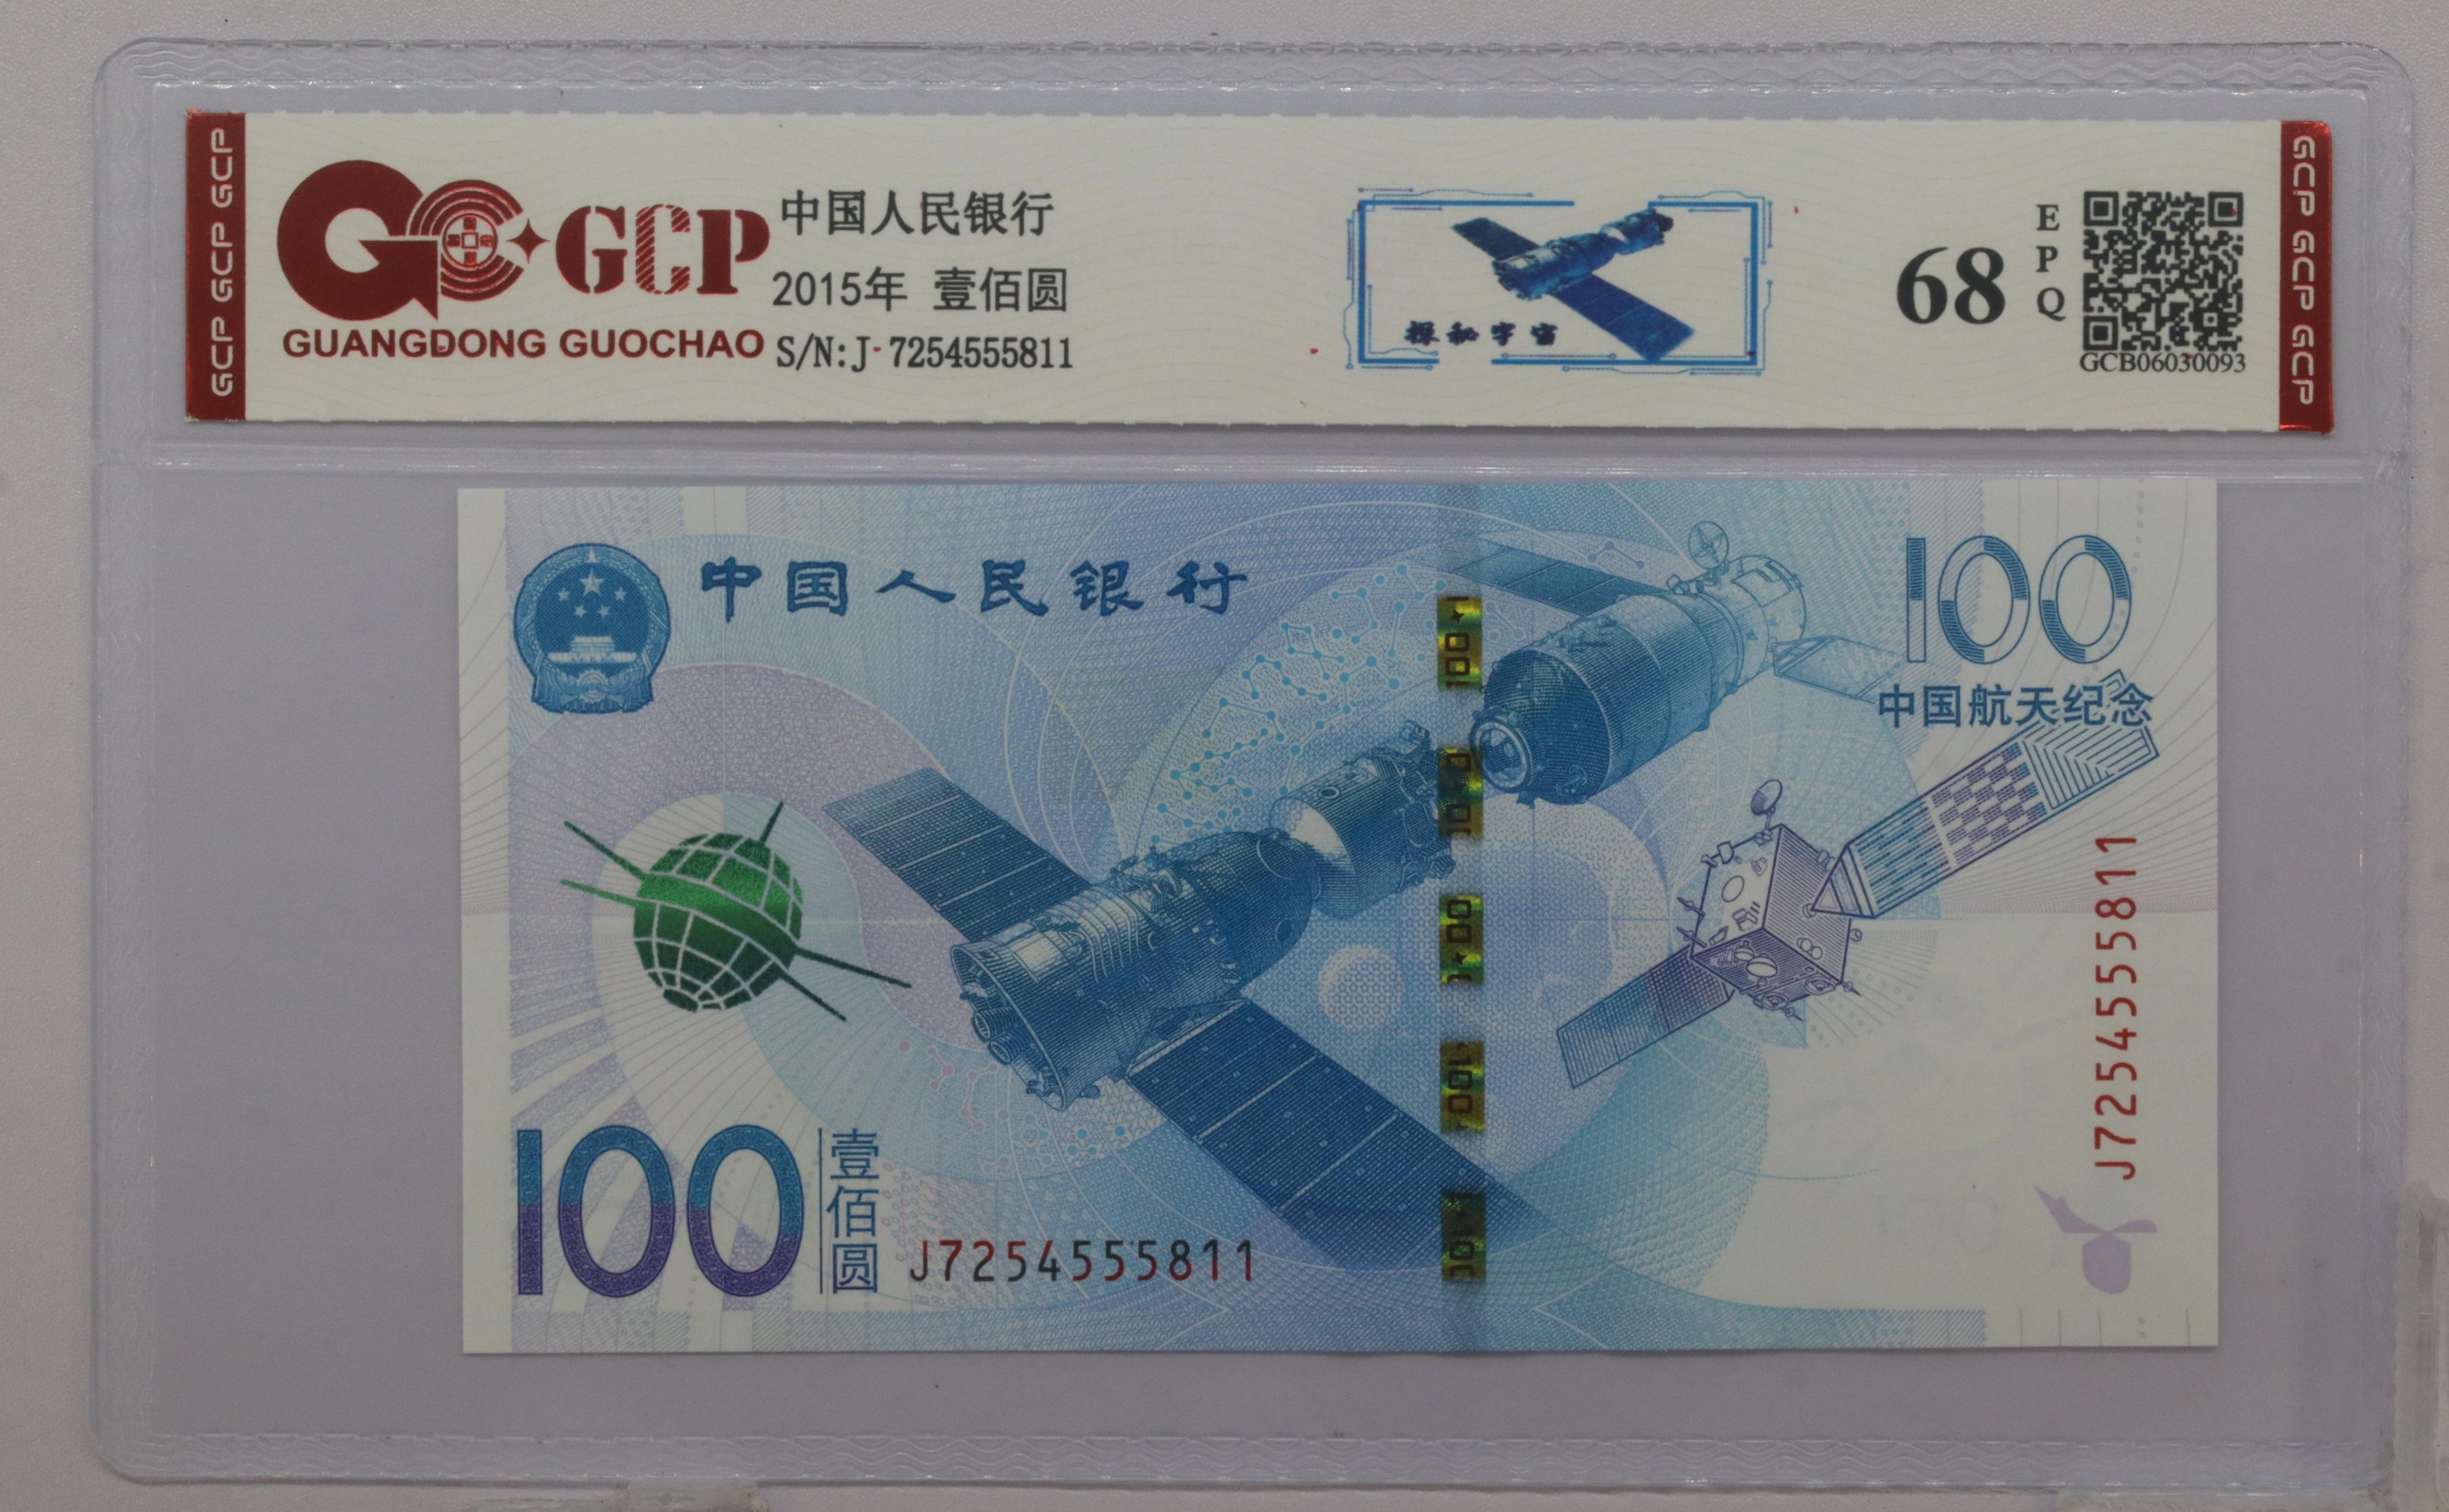 GCP GCP GCP
GCP
GUANGDONG GUOCHAO
中国人民银行
2015年 壹佰圆
S/N:J 7254555811
探秘宇宙
68
EPQ
GCB06030093
GCP GCP GCP
中国人民银行
100
中国航天纪念
J7254555811
100
壹佰圆
J7254555811